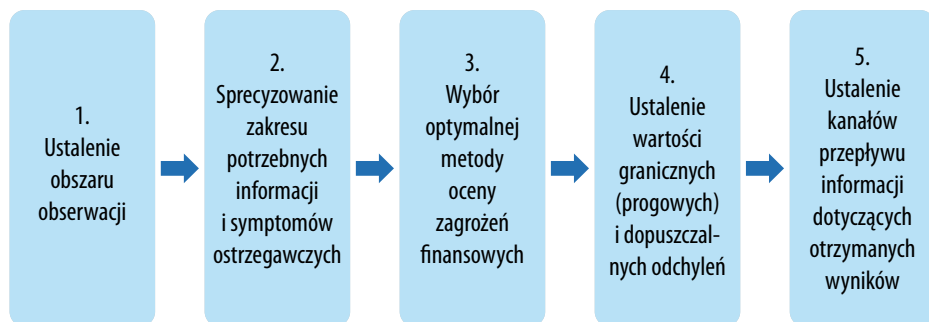 1.
Ustalenie
obszaru
obserwacji
2.
Sprecyzowanie
zakresu
potrzebnych
informacji
i symptomów
ostrzegawczych
3.
Wybór
optymalnej
metody
oceny
zagrożeń
finansowych
4.
Ustalenie
wartości
granicznych
(progowych)
i dopuszczal-
nych odchyleń
5.
Ustalenie
kanałów
przepływu
informacji
dotyczących
otrzymanych
wyników